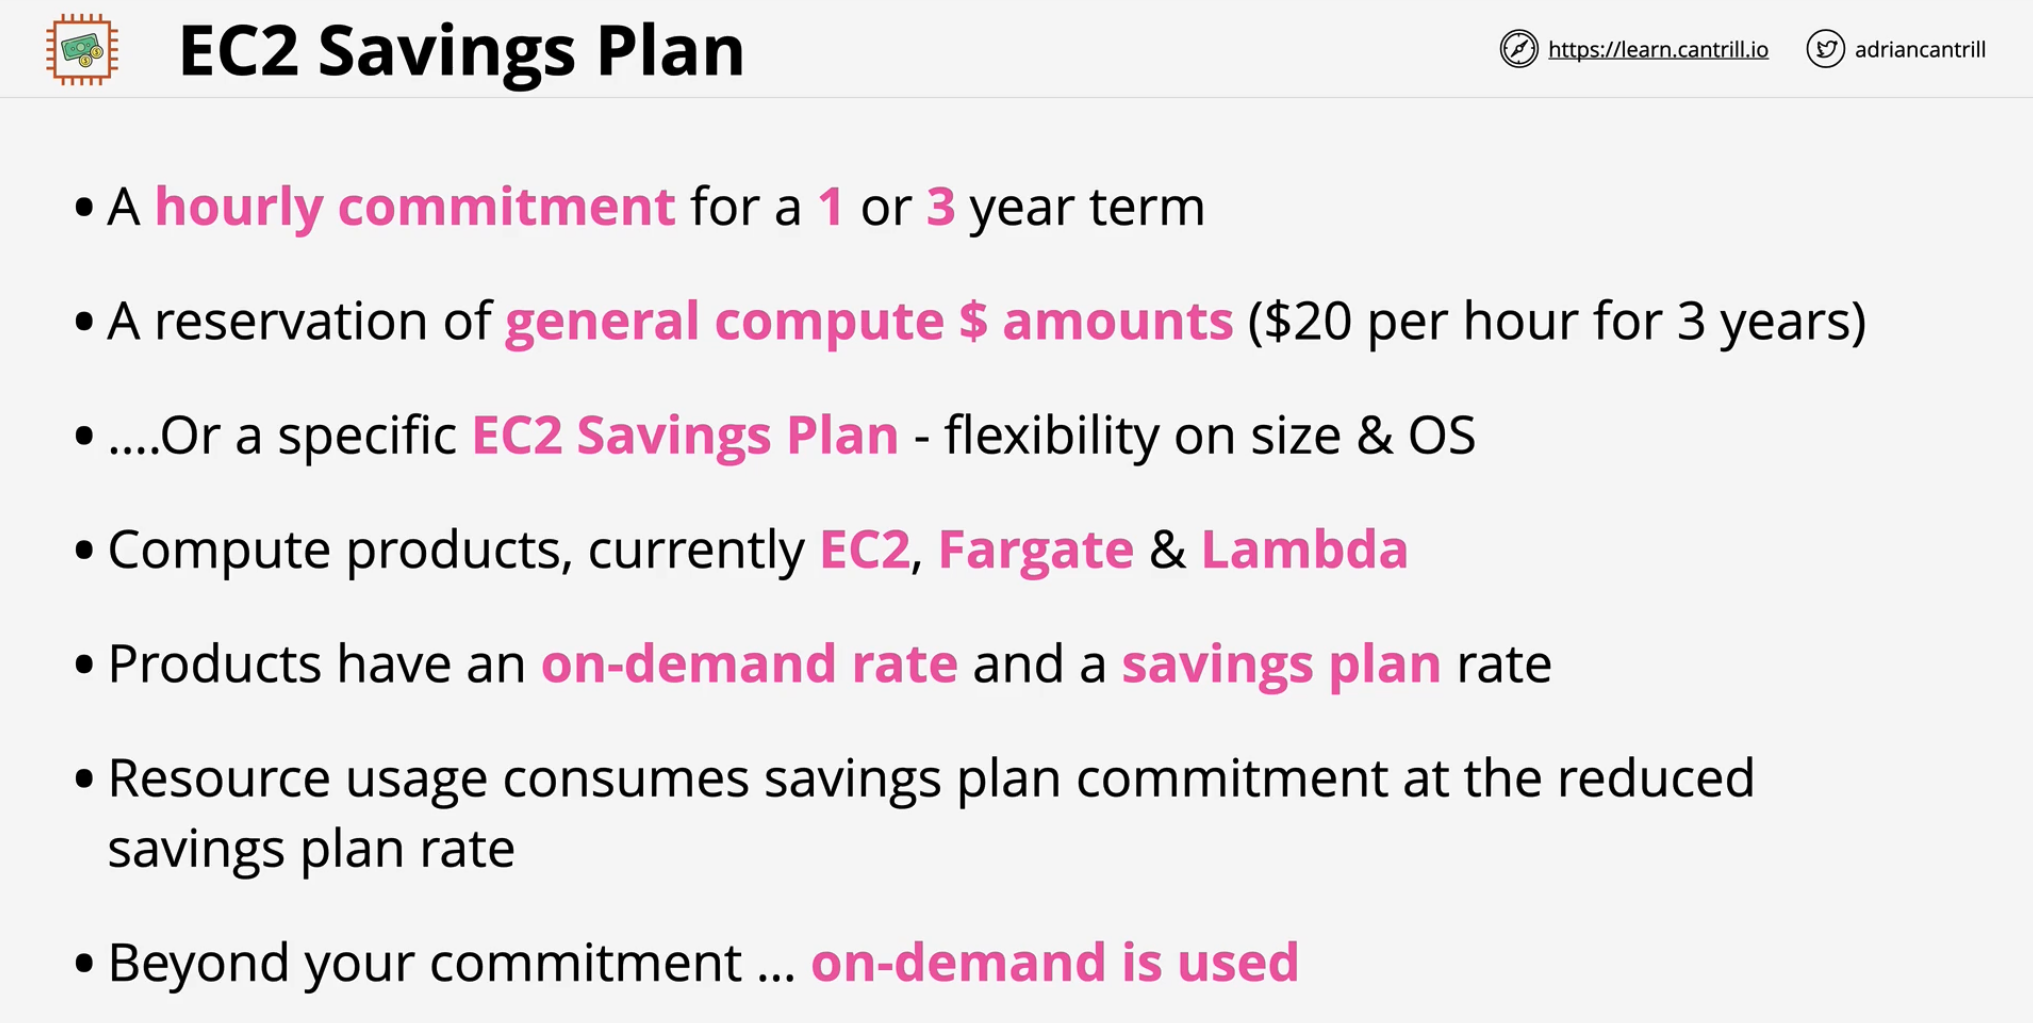 EC2 Savings Plan
https://learn.cantrill.io
adriancantrill
• A hourly commitment for a 1 or 3 year term
• A reservation of general compute $ amounts ($20 per hour for 3 years)
• ....Or a specific EC2 Savings Plan - flexibility on size & OS
• Compute products, currently EC2, Fargate & Lambda
• Products have an on-demand rate and a savings plan rate
• Resource usage consumes savings plan commitment at the reduced
savings plan rate
• Beyond your commitment ... on-demand is used